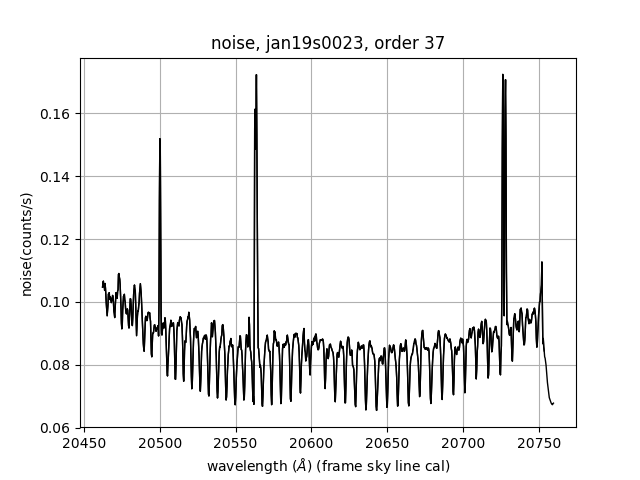 noise, jan19s0023, order 37
0.16
0.14
0.12
0.10
0.08
0.06
noise(counts/s)
20450 20500 20550 20600 20650 20700 20750
wavelength (Å) (frame sky line cal)